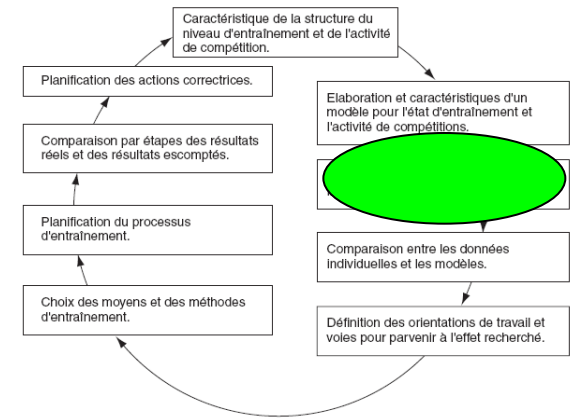 Caractéristique de la structure du
niveau d'entraînement et de l'activité
de compétition.
Elaboration et caractéristiques d'un
modèle pour l'état d'entraînement et
l'activité de compétitions.
Comparaison entre les données
individuelles et les modèles.
Définition des orientations de travail et
voies pour parvenir à l'effet recherché.
Choix des moyens et des méthodes
d'entraînement.
Planification du processus
d'entraînement.
Comparaison par étapes des résultats
réels et des résultats escomptés.
Planification des actions correctrices.